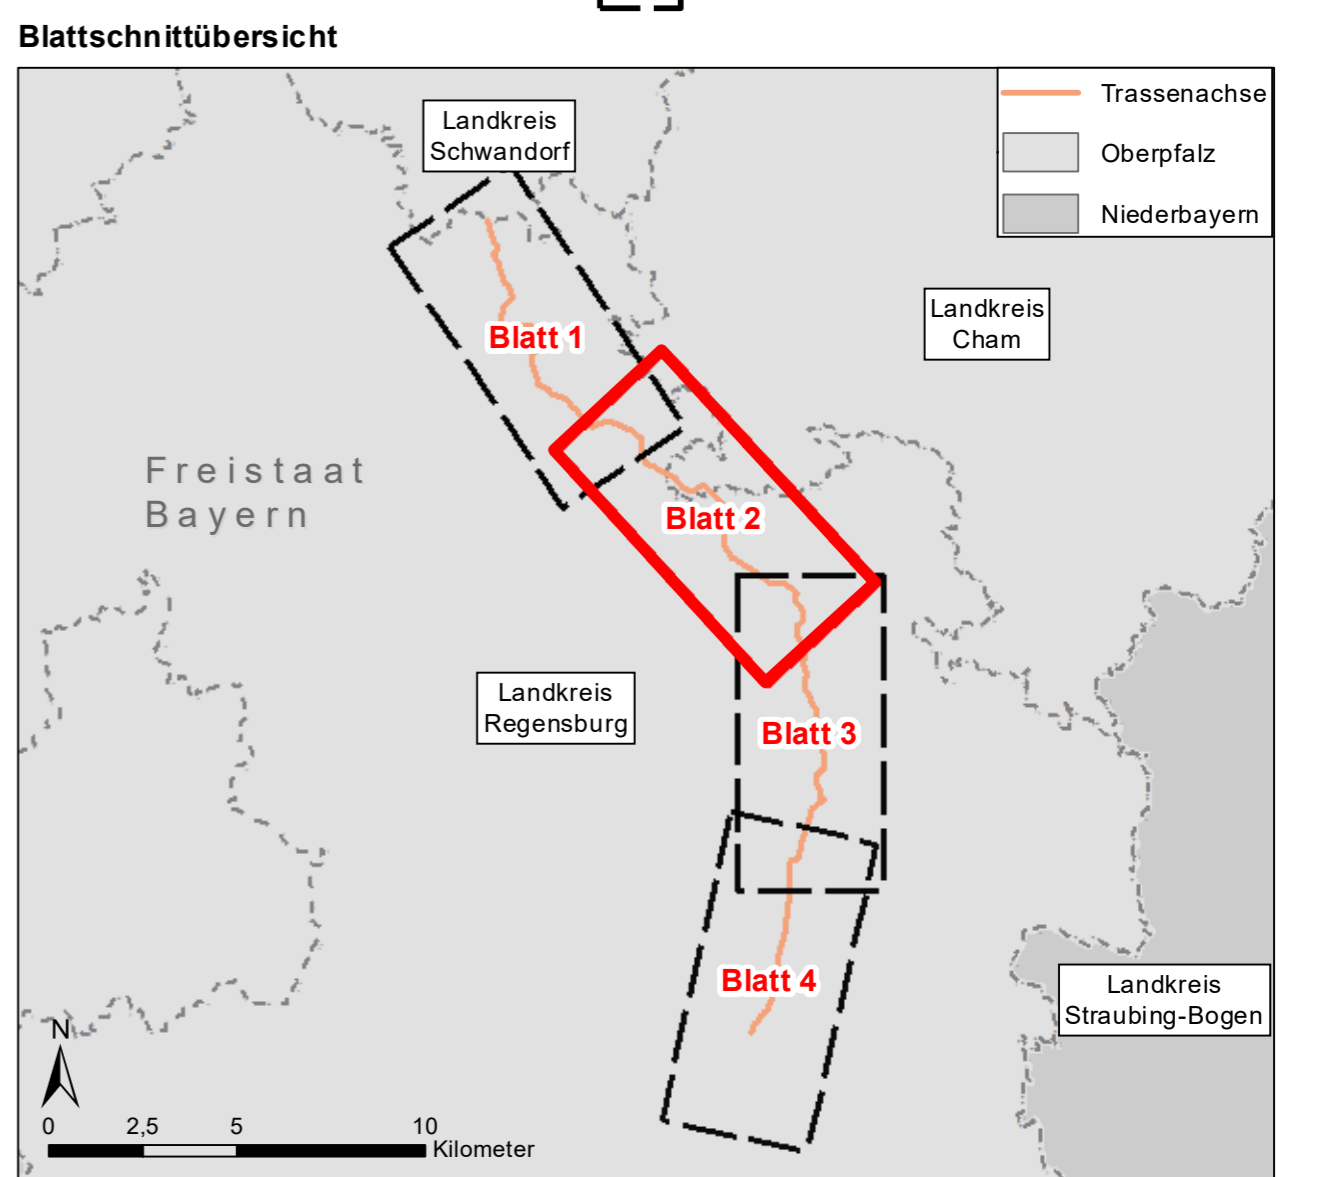 Blattschnittübersicht
Trassenachse
Oberpfalz
Niederbayern
Landkreis
Schwandorf
Landkreis
Cham
Blatt 1
Freistaat
Bayern
Blatt 2
Landkreis
Regensburg
Blatt 3
Blatt 4
Landkreis
Straubing-Bogen
N
0 2,5 5 10
Kilometer